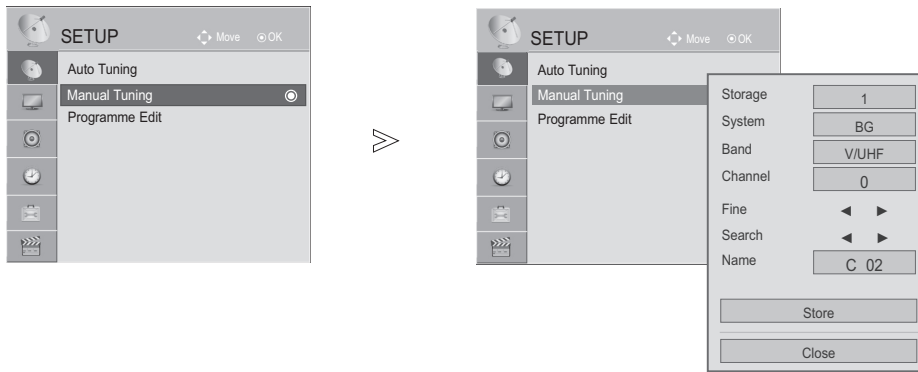 SETUP Move OK
Auto Tuning
Manual Tuning
Programme Edit
SETUP Move OK
Auto Tuning
Manual Tuning
Programme Edit
Storage 1
System BG
Band V/UHF
Channel 0
Fine ◄ ►
Search ◄ ►
Name C 02
Store
Close